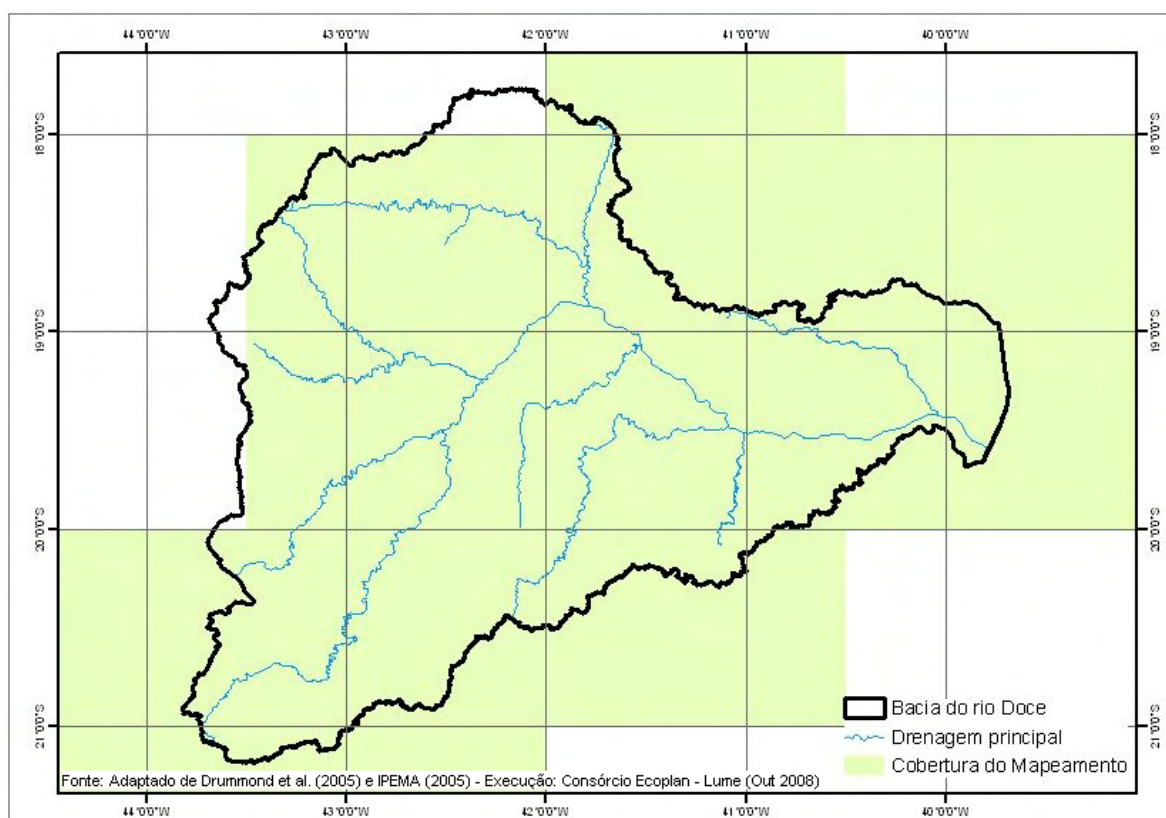 44°0'0"W 43°0'0"W 42°0'0"W 41°0'0"W 40°0'0"W
18°0'0"S 18°0'0"S
19°0'0"S 19°0'0"S
20°0'0"S 20°0'0"S
21°0'0"S 21°0'0"S
Bacia do rio Doce
Drenagem principal
Cobertura do Mapeamento
Fonte: Adaptado de Drummond et al. (2005) e IPEMA (2005) - Execução: Consórcio Ecoplan - Lume (Out 2008)
44°0'0"W 43°0'0"W 42°0'0"W 41°0'0"W 40°0'0"W